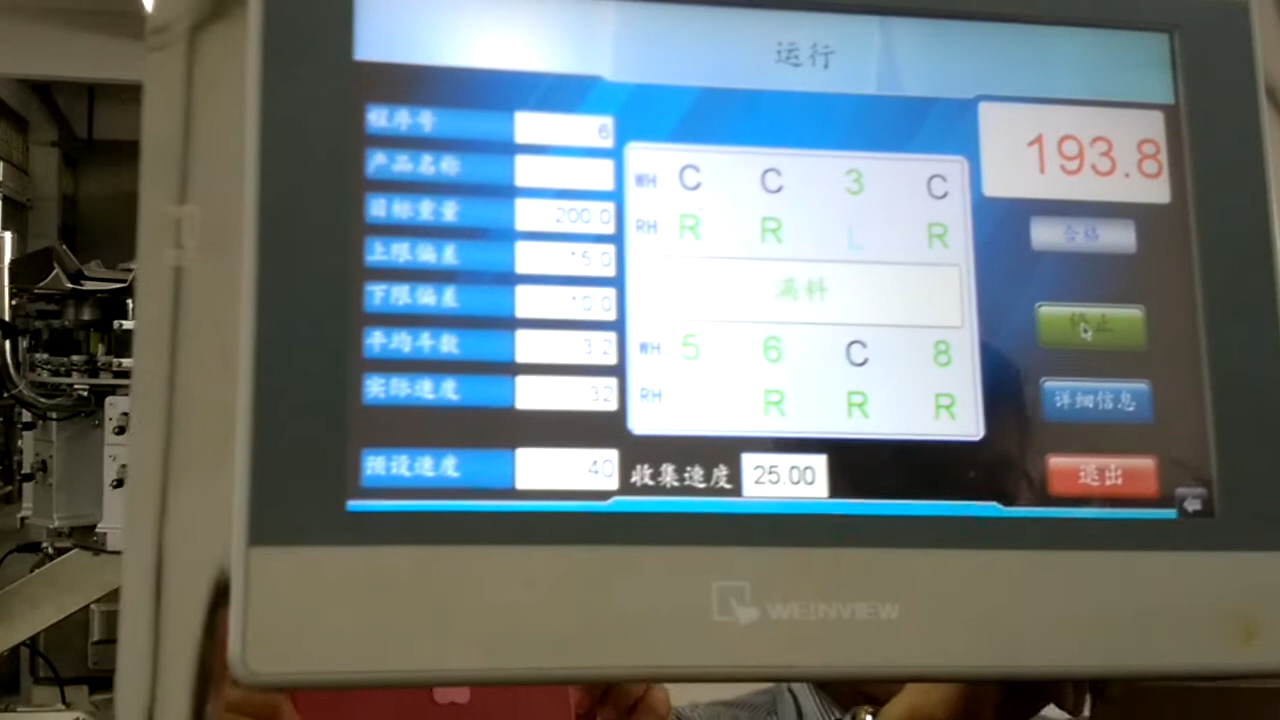 运行
程序号 6
产品名称
目标重量 200.0
上限偏差 15.0
下限偏差 10.0
平均斗数 3.2
实际速度 32
预设速度 40
WH C C 3 C
RH R R L R
漏料
WH 5 6 C 8
RH R R R
收集速度 25.00
193.8
合格
停止
详细信息
退出
WEINVIEW